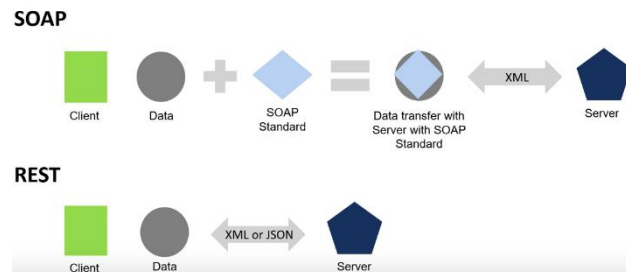 SOAP
XML
Client
Data
SOAP
Standard
Data transfer with
Server with SOAP
Standard
Server
REST
XML or JSON
Client
Data
Server